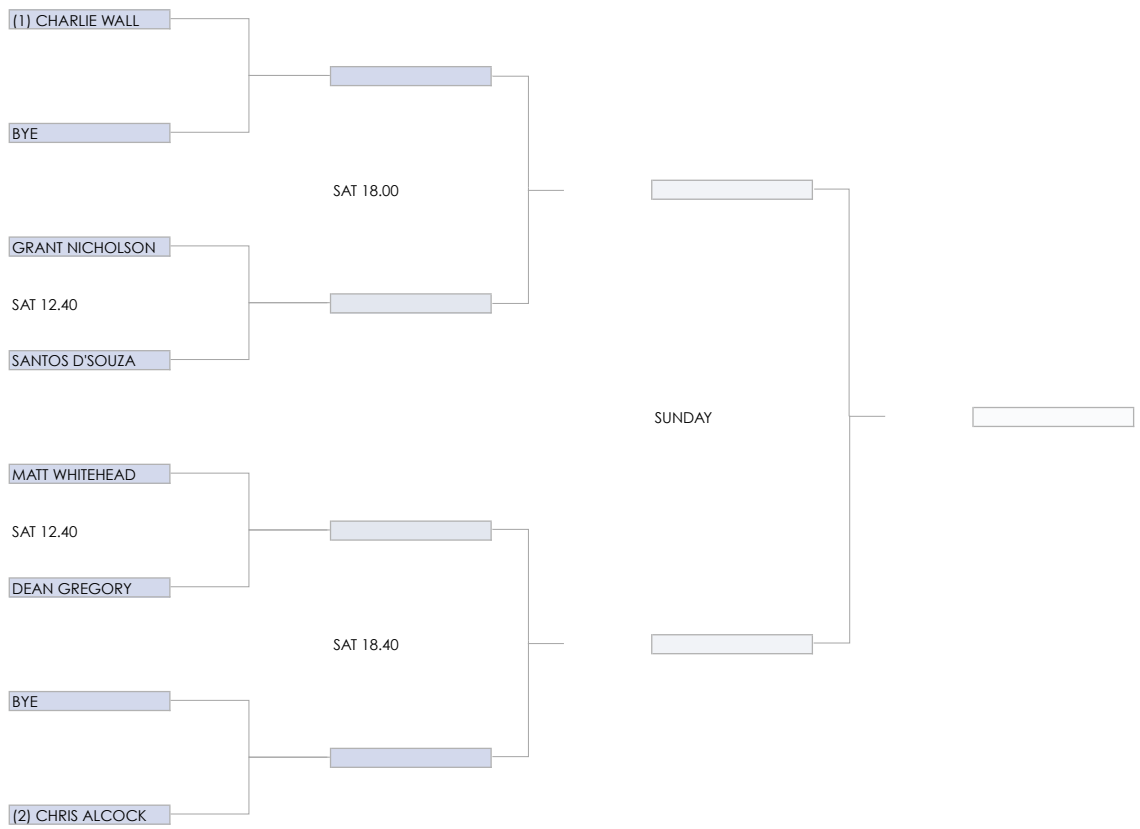 (1) CHARLIE WALL
BYE
SAT 18.00
GRANT NICHOLSON
SAT 12.40
SANTOS D'SOUZA
SUNDAY
MATT WHITEHEAD
SAT 12.40
DEAN GREGORY
SAT 18.40
BYE
(2) CHRIS ALCOCK